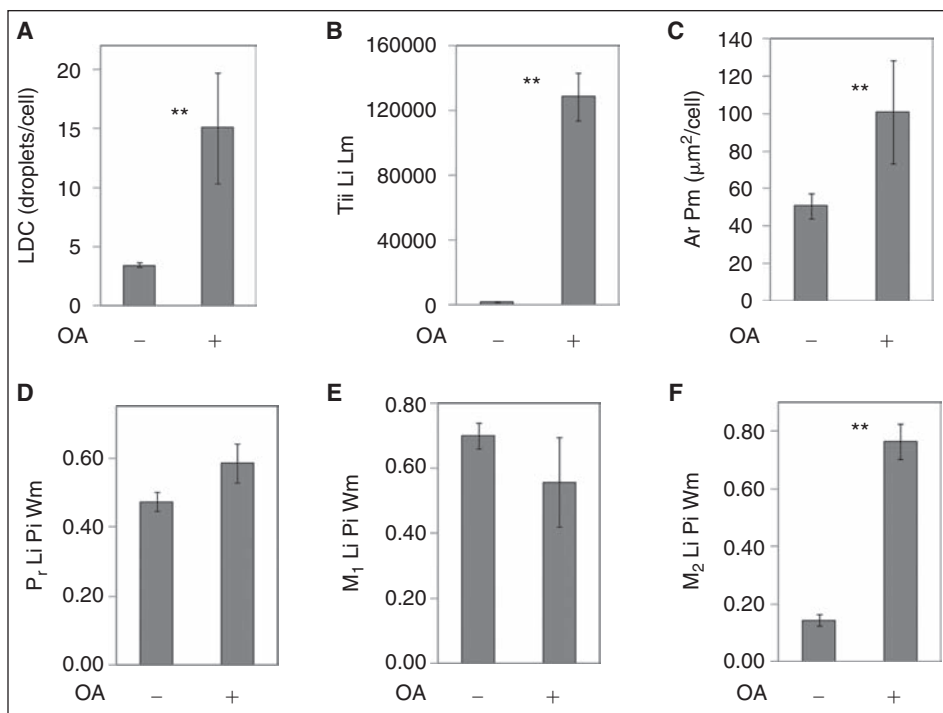 A
LDC (droplets/cell)
20
15
10
5
0
**
OA
–
+
B
Tii Li Lm
160000
120000
80000
40000
0
**
–
+
C
Ar Pm (μm²/cell)
140
120
100
80
60
40
20
0
**
OA
–
+
D
Pᵣ Li Pi Wm
0.60
0.40
0.20
0.00
OA
–
+
E
M₁ Li Pi Wm
0.80
0.60
0.40
0.20
0.00
OA
–
+
F
M₂ Li Pi Wm
0.80
0.60
0.40
0.20
0.00
**
OA
–
+